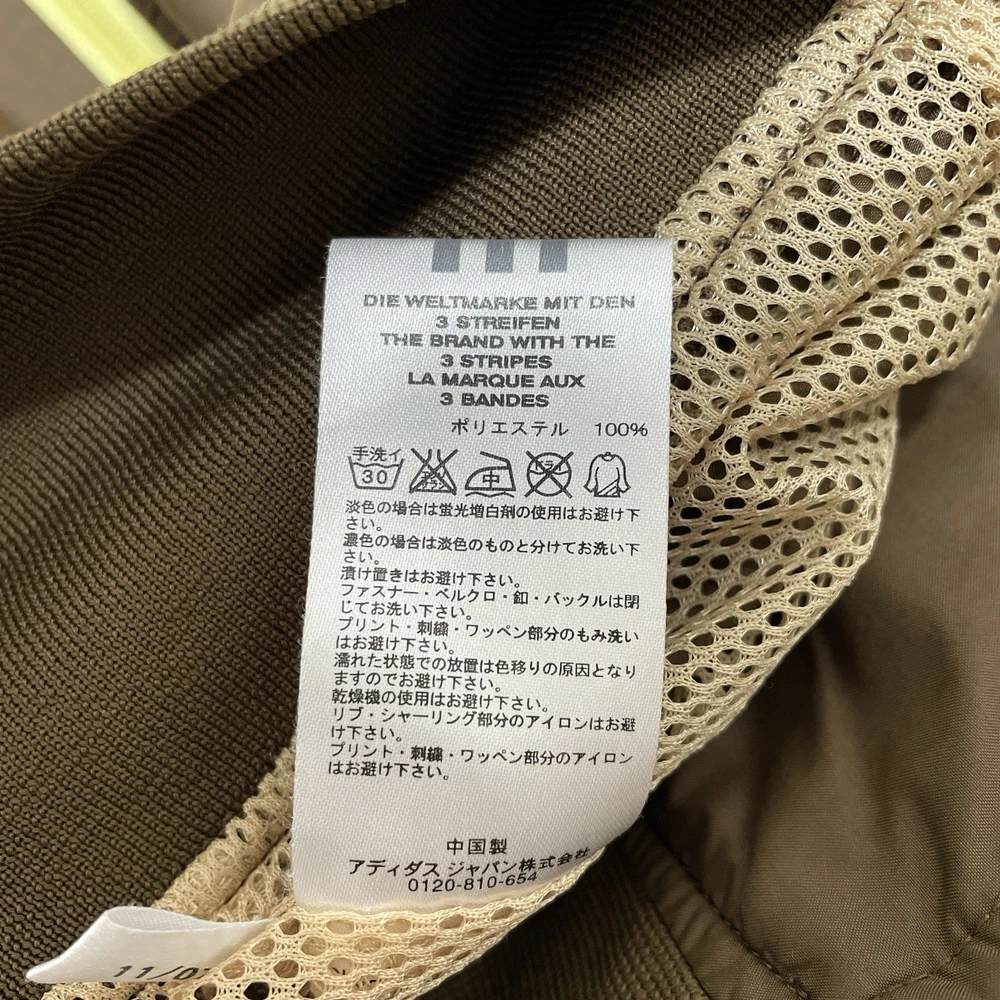 DIE WELTMARKE MIT DEN
3 STREIFEN
THE BRAND WITH THE
3 STRIPES
LA MARQUE AUX
3 BANDES
ポリエステル 100%
手洗イ 中
30
淡色の場合は蛍光増白剤の使用はお避け下
さい。
濃色の場合は淡色のものと分けてお洗い下
さい。
漬け置きはお避け下さい。
ファスナー・ベルクロ・釦・バックルは閉
じてお洗い下さい。
プリント・刺繍・ワッペン部分のもみ洗い
はお避け下さい。
濡れた状態での放置は色移りの原因となり
ますのでお避け下さい。
乾燥機の使用はお避け下さい。
リブ・シャーリング部分のアイロンはお避
け下さい。
プリント・刺繍・ワッペン部分のアイロン
はお避け下さい。
中国製
アディダス ジャパン株式会社
0120-810-654
11/0